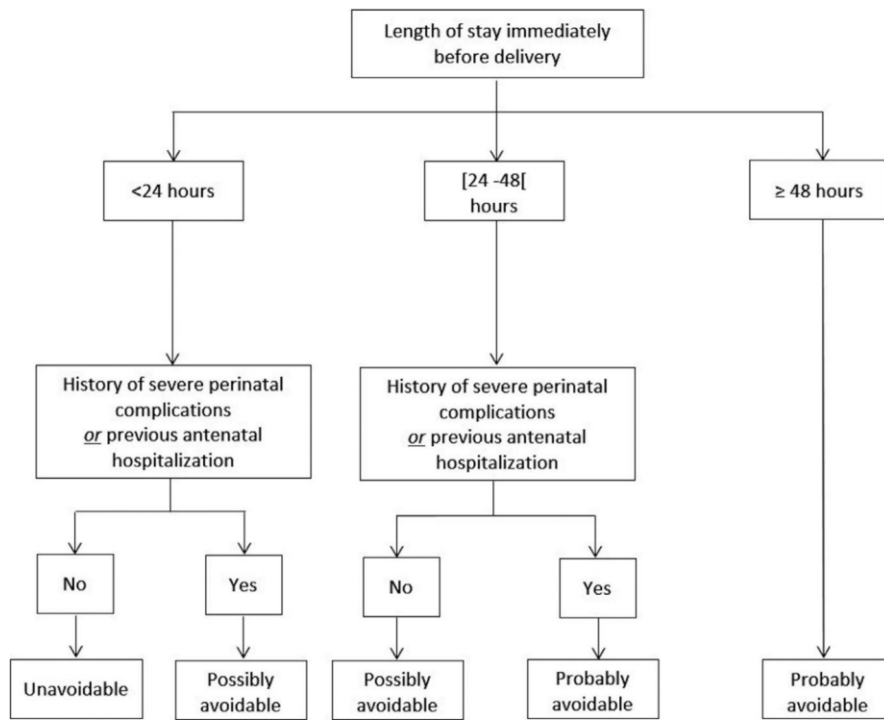 Length of stay immediately
before delivery
<24 hours
[24 -48[
hours
≥ 48 hours
History of severe perinatal
complications
or previous antenatal
hospitalization
History of severe perinatal
complications
or previous antenatal
hospitalization
No
Yes
No
Yes
Unavoidable
Possibly
avoidable
Possibly
avoidable
Probably
avoidable
Probably
avoidable